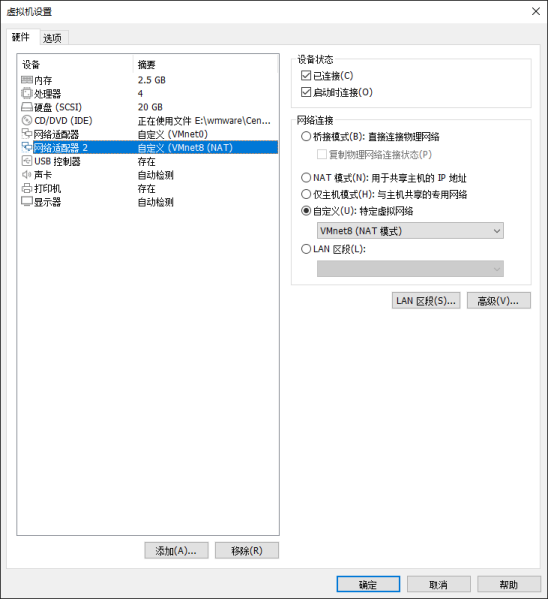 虚拟机设置
硬件 选项
设备 摘要
内存 2.5 GB
处理器 4
硬盘 (SCSI) 20 GB
CD/DVD (IDE) 正在使用文件 E:\wmware\Cen...
网络适配器 自定义 (VMnet0)
网络适配器 2 自定义 (VMnet8 (NAT)
USB 控制器 存在
声卡 自动检测
打印机 存在
显示器 自动检测
添加(A)... 移除(R)
设备状态
已连接(C)
启动时连接(O)
网络连接
桥接模式(B): 直接连接物理网络
复制物理网络连接状态(P)
NAT 模式(N): 用于共享主机的 IP 地址
仅主机模式(H): 与主机共享的专用网络
自定义(U): 特定虚拟网络
VMnet8 (NAT 模式)
LAN 区段(L):
LAN 区段(S)... 高级(V)...
确定 取消 帮助